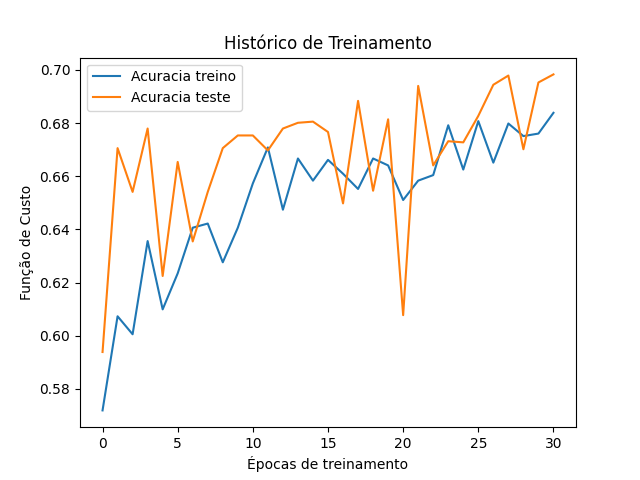 Histórico de Treinamento
Acuracia treino
Acuracia teste
Função de Custo
0.70
0.68
0.66
0.64
0.62
0.60
0.58
0
5
10
15
20
25
30
Épocas de treinamento